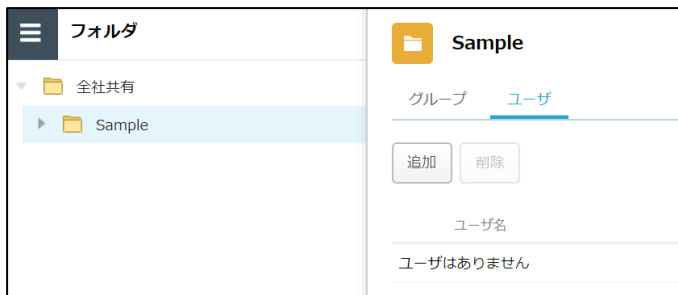 フォルダ
全社共有
Sample
Sample
グループ ユーザ
追加 削除
ユーザ名
ユーザはありません